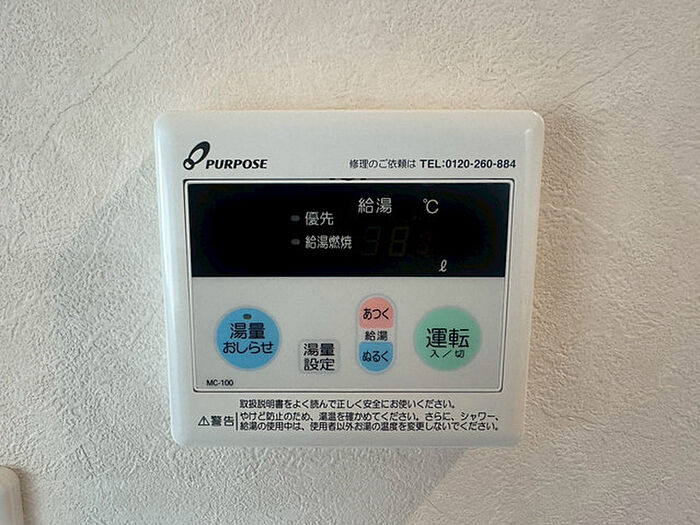 PURPOSE
修理のご依頼は TEL:0120-260-884
給湯 ℃
優先
給湯燃焼
ℓ
湯量
おしらせ
湯量
設定
あつく
給湯
ぬるく
運転
入/切
MC-100
取扱説明書をよく読んで正しく安全にお使いください。
警告 やけど防止のため、湯温を確かめてください。さらに、シャワー、
給湯の使用中は、使用者以外お湯の温度を変更しないでください。